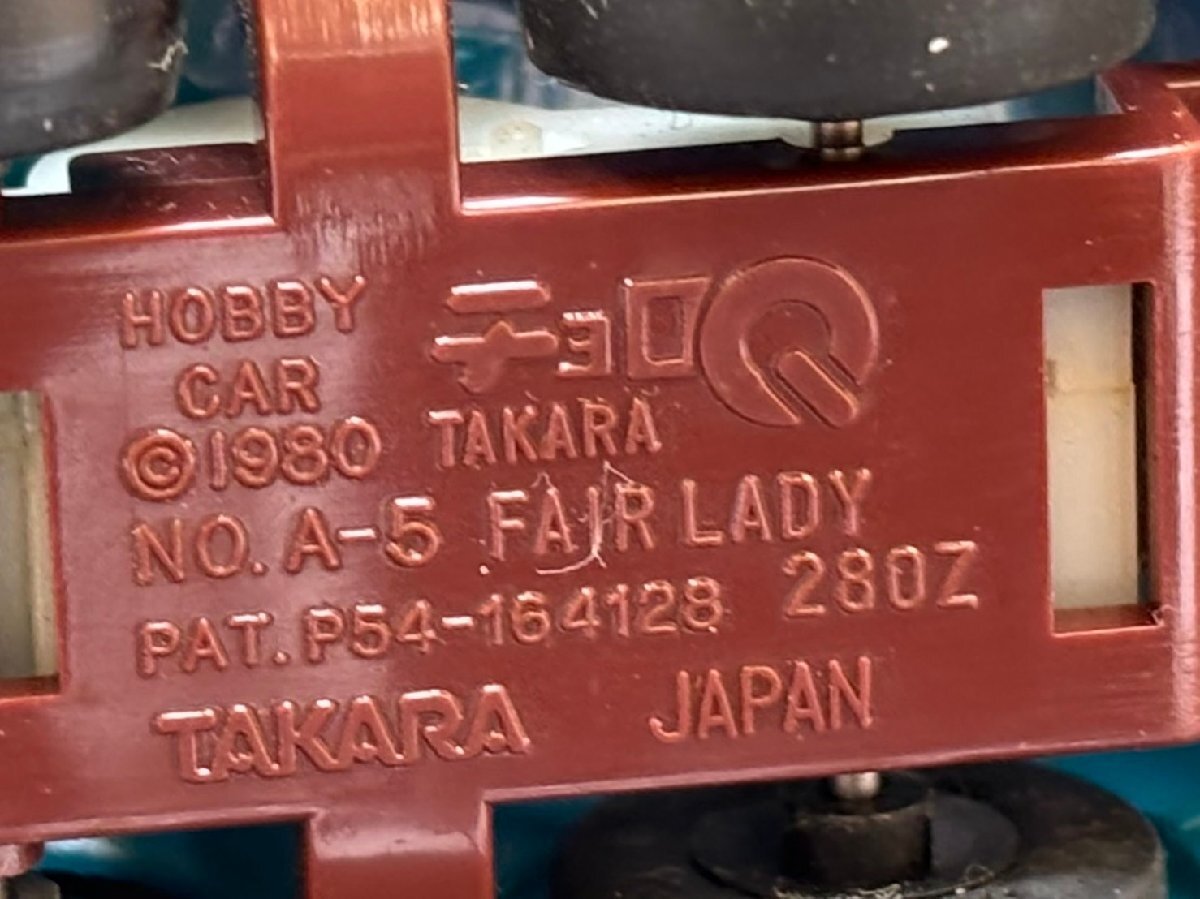 HOBBY
CAR
チョロQ
©1980 TAKARA
NO. A-5 FAIR LADY
280Z
PAT. P54-164128
TAKARA JAPAN